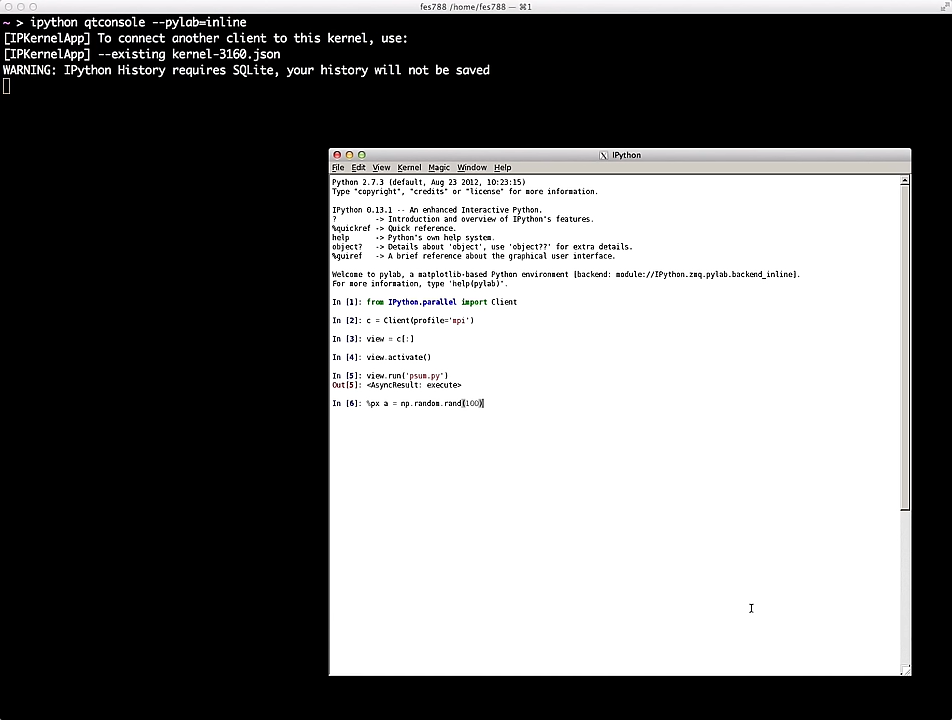 fes788 /home/fes788 — ⌘1
~ > ipython qtconsole --pylab=inline
[IPKernelApp] To connect another client to this kernel, use:
[IPKernelApp] --existing kernel-3160.json
WARNING: IPython History requires SQLite, your history will not be saved
IPython
File Edit View Kernel Magic Window Help
Python 2.7.3 (default, Aug 23 2012, 10:23:15)
Type "copyright", "credits" or "license" for more information.
IPython 0.13.1 -- An enhanced Interactive Python.
? -> Introduction and overview of IPython's features.
%quickref -> Quick reference.
help -> Python's own help system.
object? -> Details about 'object', use 'object??' for extra details.
%guiref -> A brief reference about the graphical user interface.
Welcome to pylab, a matplotlib-based Python environment [backend: module://IPython.zmq.pylab.backend_inline].
For more information, type 'help(pylab)'.
In [1]: from IPython.parallel import Client
In [2]: c = Client(profile='mpi')
In [3]: view = c[:]
In [4]: view.activate()
In [5]: view.run('psum.py')
Out[5]: <AsyncResult: execute>
In [6]: %px a = np.random.rand(100)